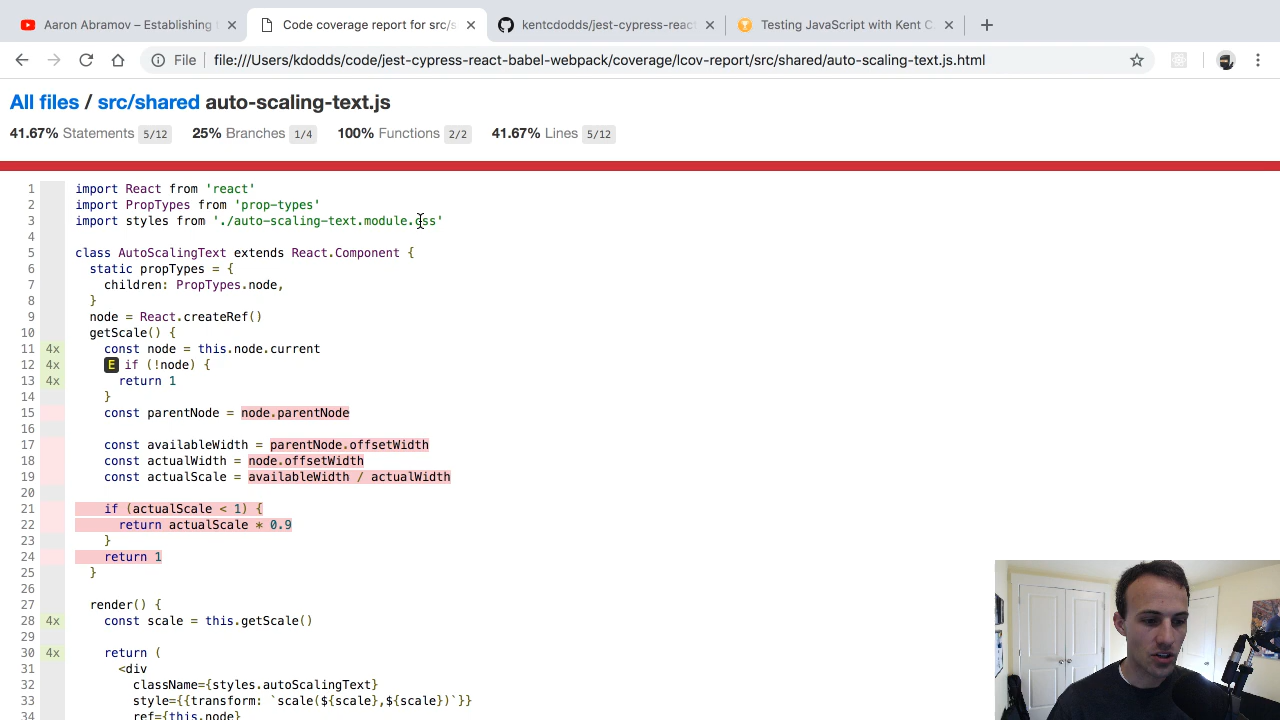 Aaron Abramov – Establishing t
Code coverage report for src/s
kentcdodds/jest-cypress-react
Testing JavaScript with Kent C
File
file:///Users/kdodds/code/jest-cypress-react-babel-webpack/coverage/lcov-report/src/shared/auto-scaling-text.js.html
All files / src/shared auto-scaling-text.js
41.67% Statements 5/12 25% Branches 1/4 100% Functions 2/2 41.67% Lines 5/12
1 import React from 'react'
2 import PropTypes from 'prop-types'
3 import styles from './auto-scaling-text.module.css'
4
5 class AutoScalingText extends React.Component {
6 static propTypes = {
7 children: PropTypes.node,
8 }
9 node = React.createRef()
10 getScale() {
11 4x const node = this.node.current
12 4x E if (!node) {
13 4x return 1
14 }
15 const parentNode = node.parentNode
16
17 const availableWidth = parentNode.offsetWidth
18 const actualWidth = node.offsetWidth
19 const actualScale = availableWidth / actualWidth
20
21 if (actualScale < 1) {
22 return actualScale * 0.9
23 }
24 return 1
25 }
26
27 render() {
28 4x const scale = this.getScale()
29
30 4x return (
31 <div
32 className={styles.autoScalingText}
33 style={{transform: `scale(${scale},${scale})`}}
34 ref={this.node}